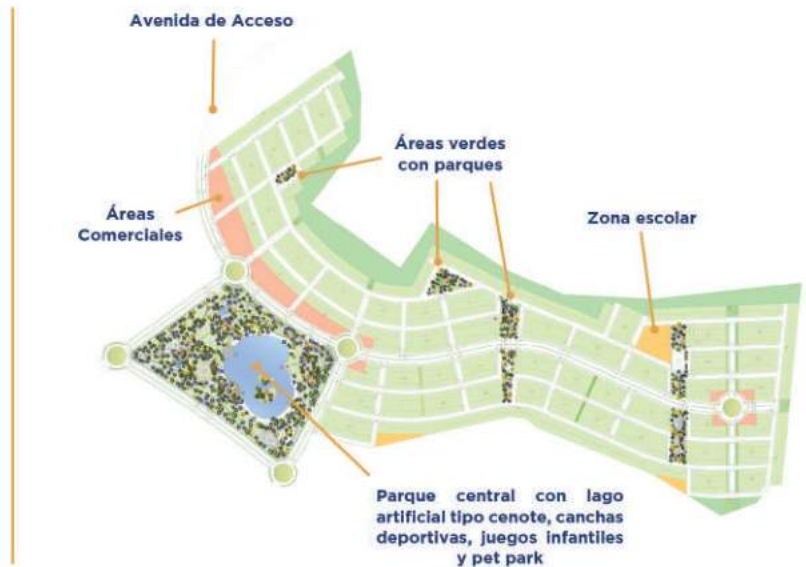 Avenida de Acceso
Áreas verdes
con parques
Áreas
Comerciales
Zona escolar
Parque central con lago
artificial tipo cenote, canchas
deportivas, juegos infantiles
y pet park